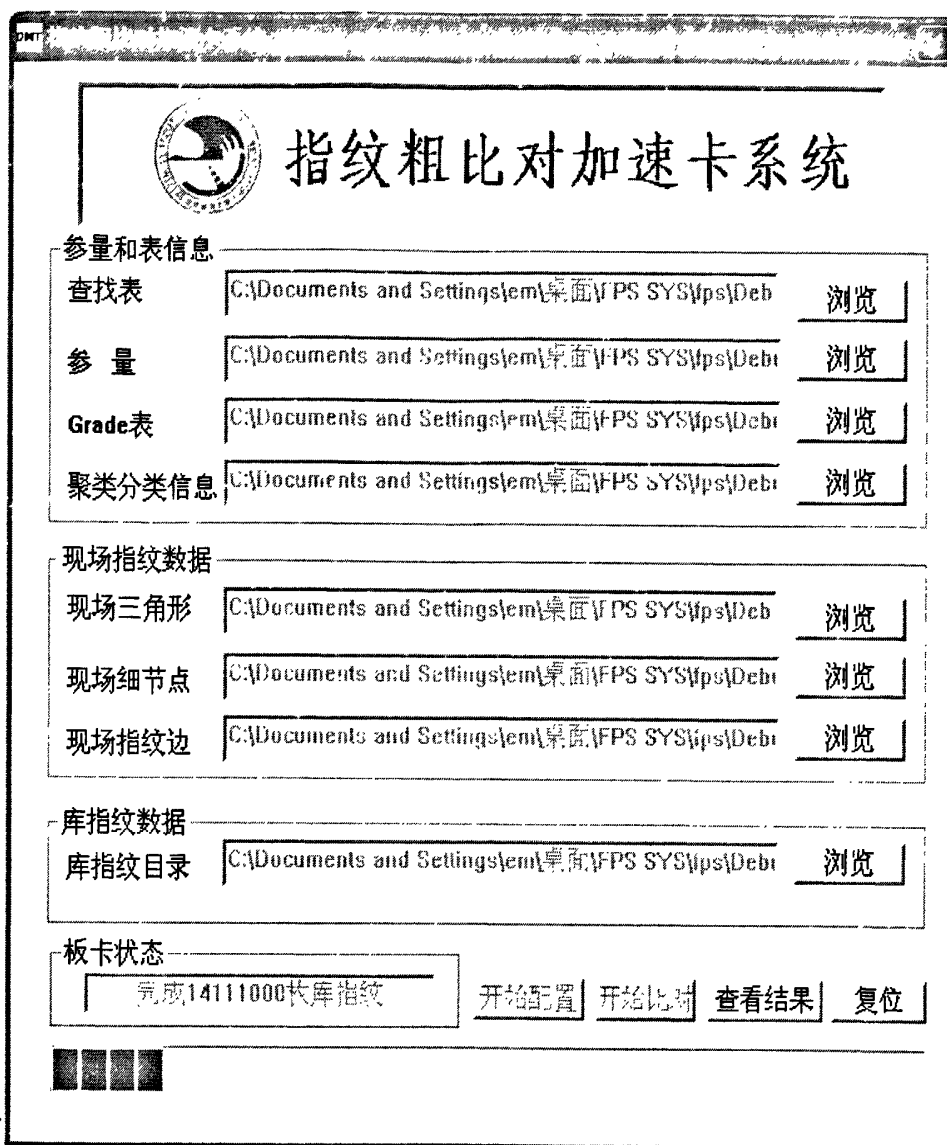 DMT
指纹粗比对加速卡系统
参量和表信息
查找表 C:\Documents and Settings\em\桌面\FPS SYS\fps\Deb 浏览
参 量 C:\Documents and Settings\em\桌面\FPS SYS\fps\Debu 浏览
Grade表 C:\Documents and Settings\em\桌面\FPS SYS\fps\Debu 浏览
聚类分类信息 C:\Documents and Settings\em\桌面\FPS SYS\fps\Debu 浏览
现场指纹数据
现场三角形 C:\Documents and Settings\em\桌面\FPS SYS\fps\Deb 浏览
现场细节点 C:\Documents and Settings\em\桌面\FPS SYS\fps\Debu 浏览
现场指纹边 C:\Documents and Settings\em\桌面\FPS SYS\fps\Debu 浏览
库指纹数据
库指纹目录 C:\Documents and Settings\em\桌面\FPS SYS\fps\Debu 浏览
板卡状态
完成14111000枚库指纹 开始配置 开始比对 查看结果 复位